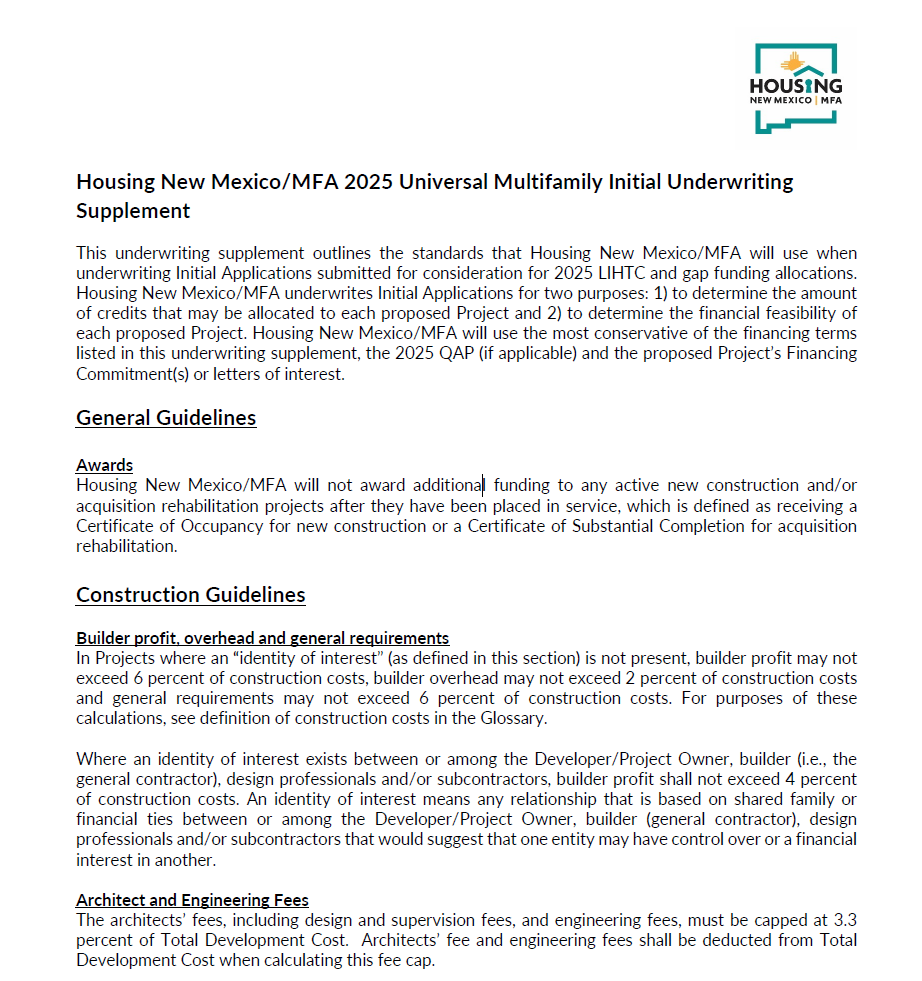 HOUSING
NEW MEXICO | MFA
Housing New Mexico/MFA 2025 Universal Multifamily Initial Underwriting
Supplement
This underwriting supplement outlines the standards that Housing New Mexico/MFA will use when
underwriting Initial Applications submitted for consideration for 2025 LIHTC and gap funding allocations.
Housing New Mexico/MFA underwrites Initial Applications for two purposes: 1) to determine the amount
of credits that may be allocated to each proposed Project and 2) to determine the financial feasibility of
each proposed Project. Housing New Mexico/MFA will use the most conservative of the financing terms
listed in this underwriting supplement, the 2025 QAP (if applicable) and the proposed Project’s Financing
Commitment(s) or letters of interest.
General Guidelines
Awards
Housing New Mexico/MFA will not award additional funding to any active new construction and/or
acquisition rehabilitation projects after they have been placed in service, which is defined as receiving a
Certificate of Occupancy for new construction or a Certificate of Substantial Completion for acquisition
rehabilitation.
Construction Guidelines
Builder profit, overhead and general requirements
In Projects where an “identity of interest” (as defined in this section) is not present, builder profit may not
exceed 6 percent of construction costs, builder overhead may not exceed 2 percent of construction costs
and general requirements may not exceed 6 percent of construction costs. For purposes of these
calculations, see definition of construction costs in the Glossary.
Where an identity of interest exists between or among the Developer/Project Owner, builder (i.e., the
general contractor), design professionals and/or subcontractors, builder profit shall not exceed 4 percent
of construction costs. An identity of interest means any relationship that is based on shared family or
financial ties between or among the Developer/Project Owner, builder (general contractor), design
professionals and/or subcontractors that would suggest that one entity may have control over or a financial
interest in another.
Architect and Engineering Fees
The architects’ fees, including design and supervision fees, and engineering fees, must be capped at 3.3
percent of Total Development Cost.  Architects’ fee and engineering fees shall be deducted from Total
Development Cost when calculating this fee cap.